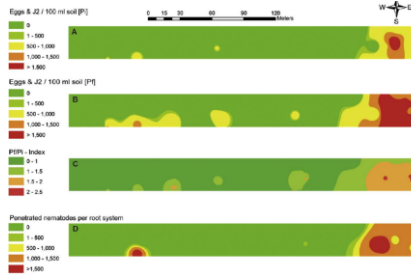 Eggs & J2 / 100 ml soil [Pi]
0 15 30 60 90 120
Meters
W
S
0
1 - 500
500 - 1,000
1,000 - 1,500
> 1,500
A
Eggs & J2 / 100 ml soil [Pf]
0
1 - 500
500 - 1,000
1,000 - 1,500
> 1,500
B
Pf/Pi - Index
0 - 1
1 - 1.5
1.5 - 2
2 - 2.5
C
Penetrated nematodes per root system
0
1 - 500
500 - 1,000
1,000 - 1,500
>1,500
D